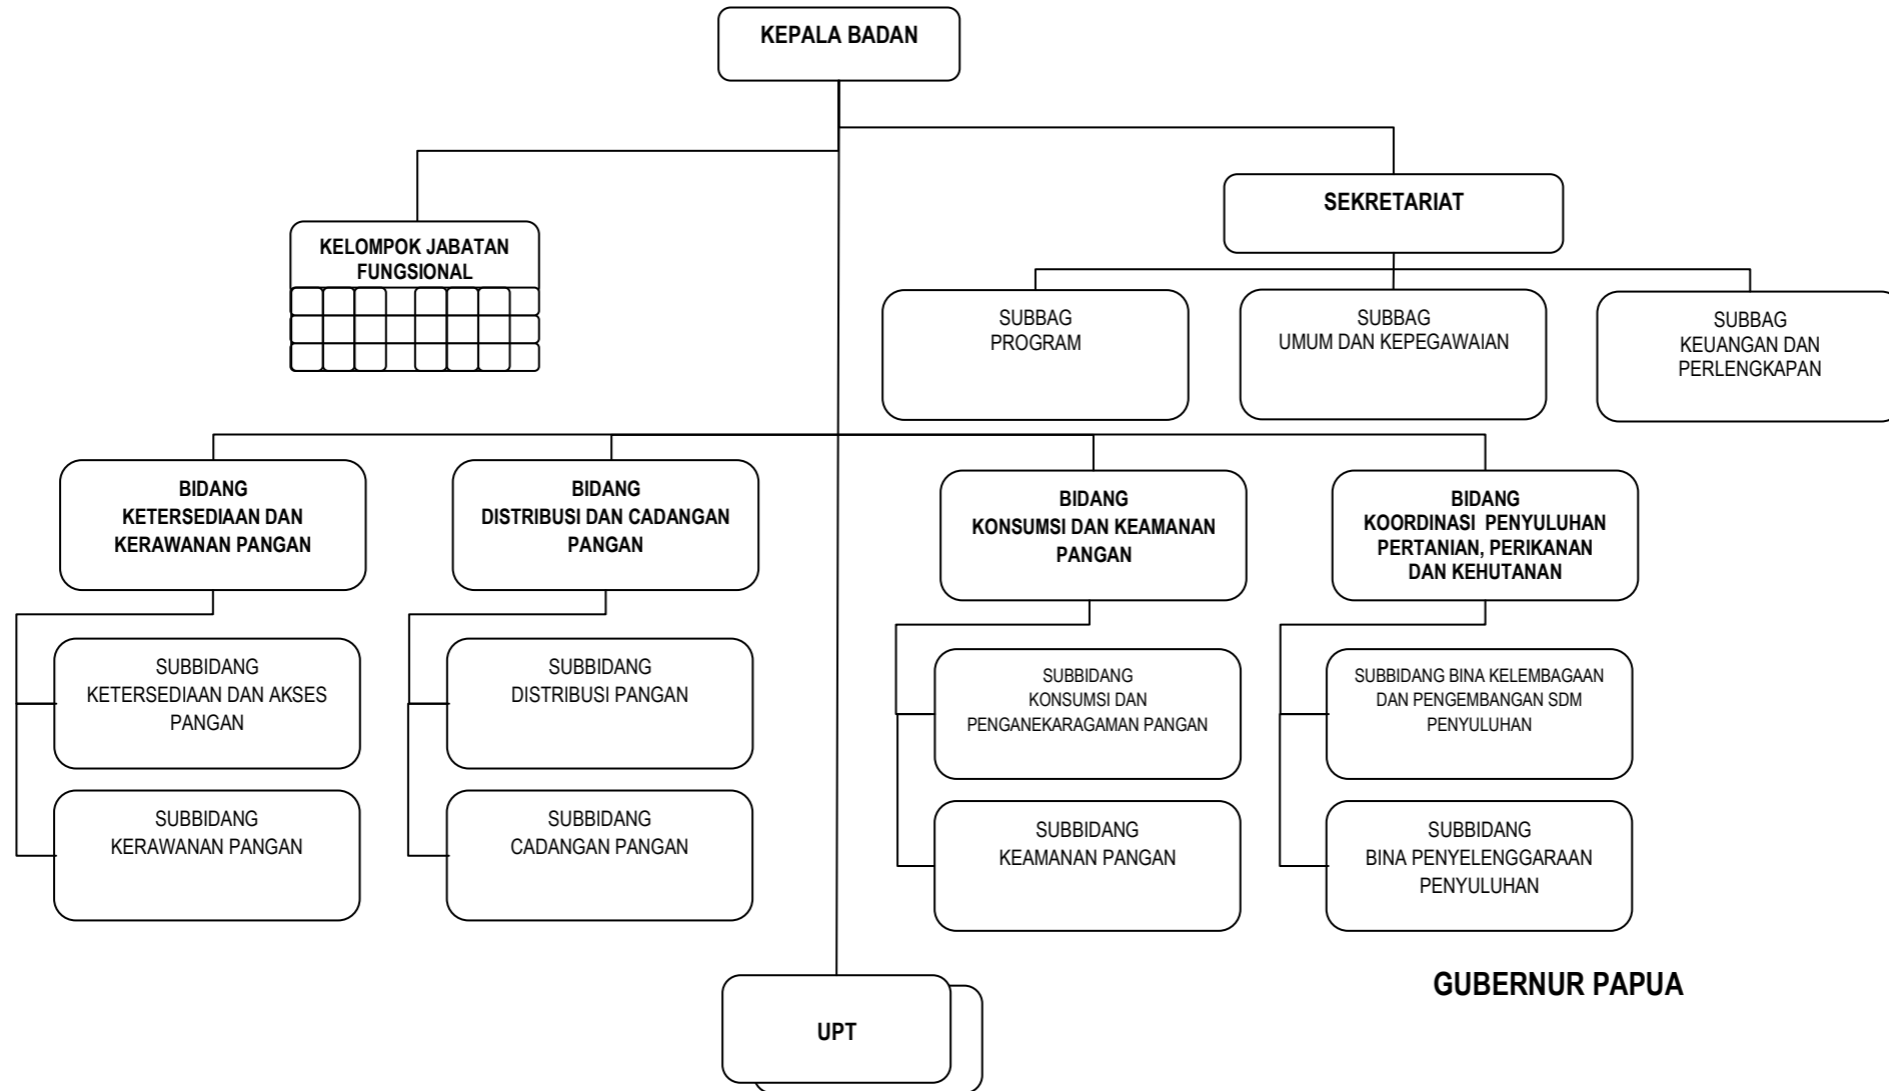 KEPALA BADAN
SEKRETARIAT
KELOMPOK JABATAN
FUNGSIONAL
SUBBAG
PROGRAM
SUBBAG
UMUM DAN KEPEGAWAIAN
SUBBAG
KEUANGAN DAN
PERLENGKAPAN
BIDANG
KETERSEDIAAN DAN
KERAWANAN PANGAN
BIDANG
DISTRIBUSI DAN CADANGAN
PANGAN
BIDANG
KONSUMSI DAN KEAMANAN
PANGAN
BIDANG
KOORDINASI PENYULUHAN
PERTANIAN, PERIKANAN
DAN KEHUTANAN
SUBBIDANG
KETERSEDIAAN DAN AKSES
PANGAN
SUBBIDANG
DISTRIBUSI PANGAN
SUBBIDANG
KONSUMSI DAN
PENGANEKARAGAMAN PANGAN
SUBBIDANG BINA KELEMBAGAAN
DAN PENGEMBANGAN SDM
PENYULUHAN
SUBBIDANG
KERAWANAN PANGAN
SUBBIDANG
CADANGAN PANGAN
SUBBIDANG
KEAMANAN PANGAN
SUBBIDANG
BINA PENYELENGGARAAN
PENYULUHAN
GUBERNUR PAPUA
UPT